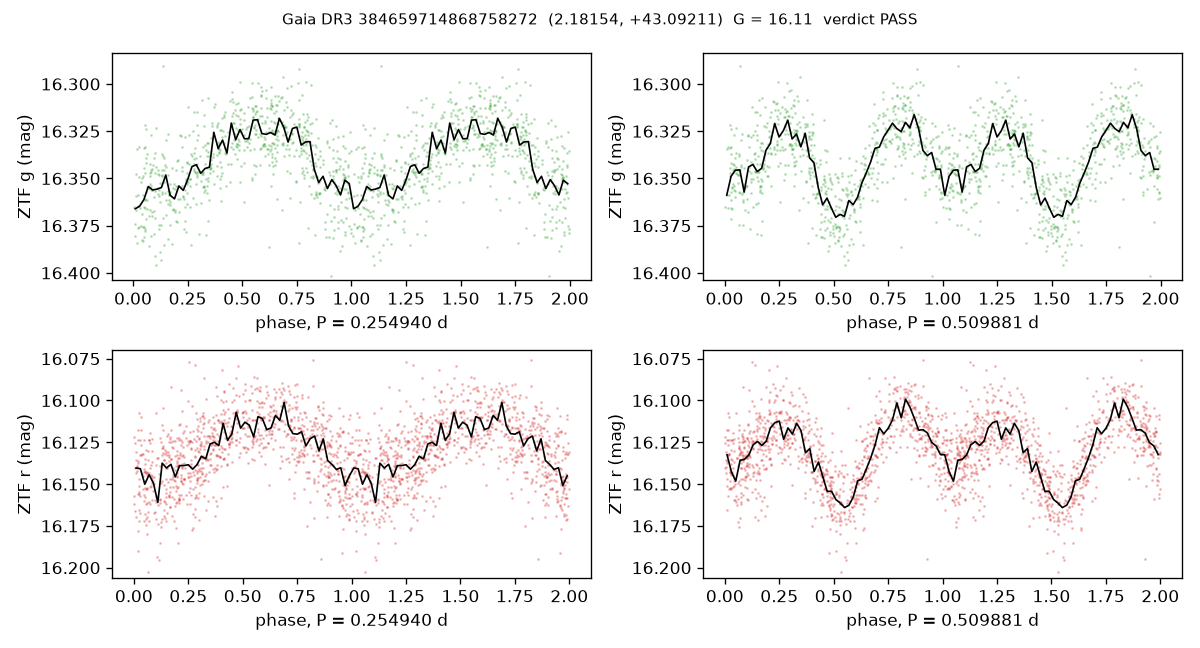 Gaia DR3 384659714868758272 (2.18154, +43.09211) G = 16.11 verdict PASS
ZTF g (mag)
16.300
16.325
16.350
16.375
16.400
0.00 0.25 0.50 0.75 1.00 1.25 1.50 1.75 2.00
phase, P = 0.254940 d
ZTF g (mag)
16.300
16.325
16.350
16.375
16.400
0.00 0.25 0.50 0.75 1.00 1.25 1.50 1.75 2.00
phase, P = 0.509881 d
ZTF r (mag)
16.075
16.100
16.125
16.150
16.175
16.200
0.00 0.25 0.50 0.75 1.00 1.25 1.50 1.75 2.00
phase, P = 0.254940 d
ZTF r (mag)
16.075
16.100
16.125
16.150
16.175
16.200
0.00 0.25 0.50 0.75 1.00 1.25 1.50 1.75 2.00
phase, P = 0.509881 d